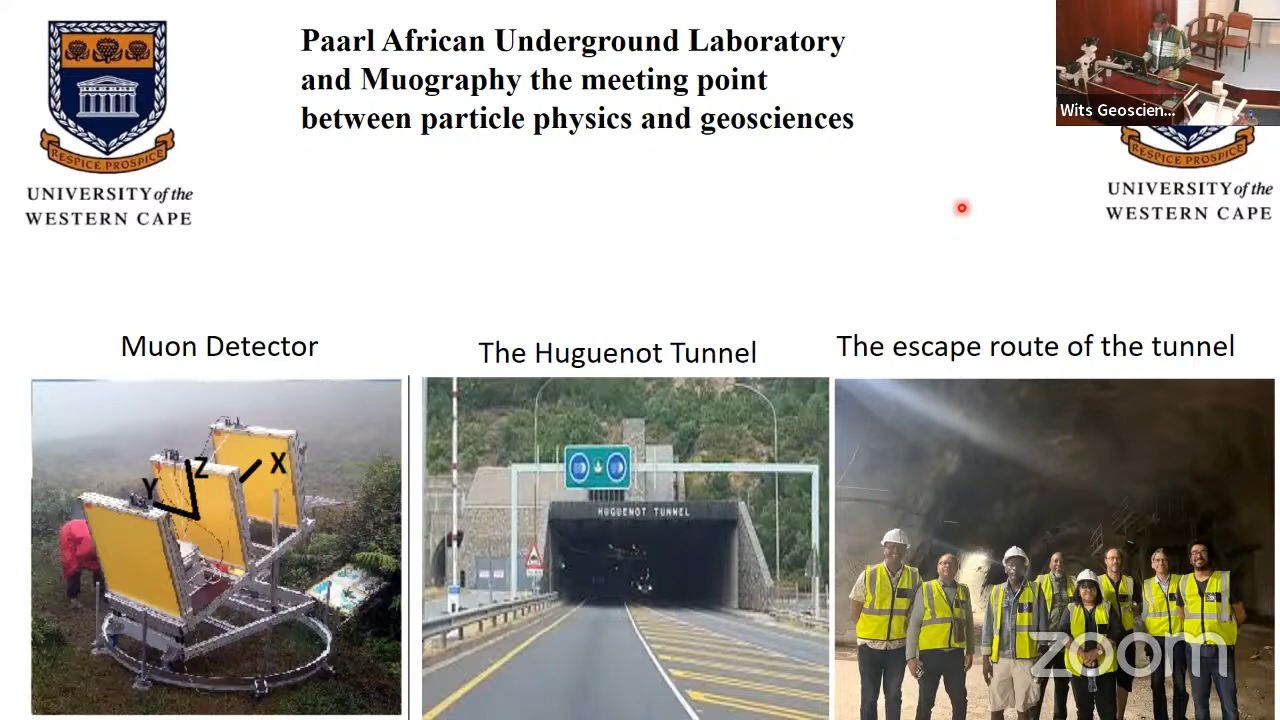 Paarl African Underground Laboratory
and Muography the meeting point
between particle physics and geosciences
Wits Geoscien...
RESPICE PROSPICE
UNIVERSITY of the
WESTERN CAPE
RESPICE PROSPICE
UNIVERSITY of the
WESTERN CAPE
Muon Detector
The Huguenot Tunnel
The escape route of the tunnel
Y
Z
X
HUGUENOT TUNNEL
zoom